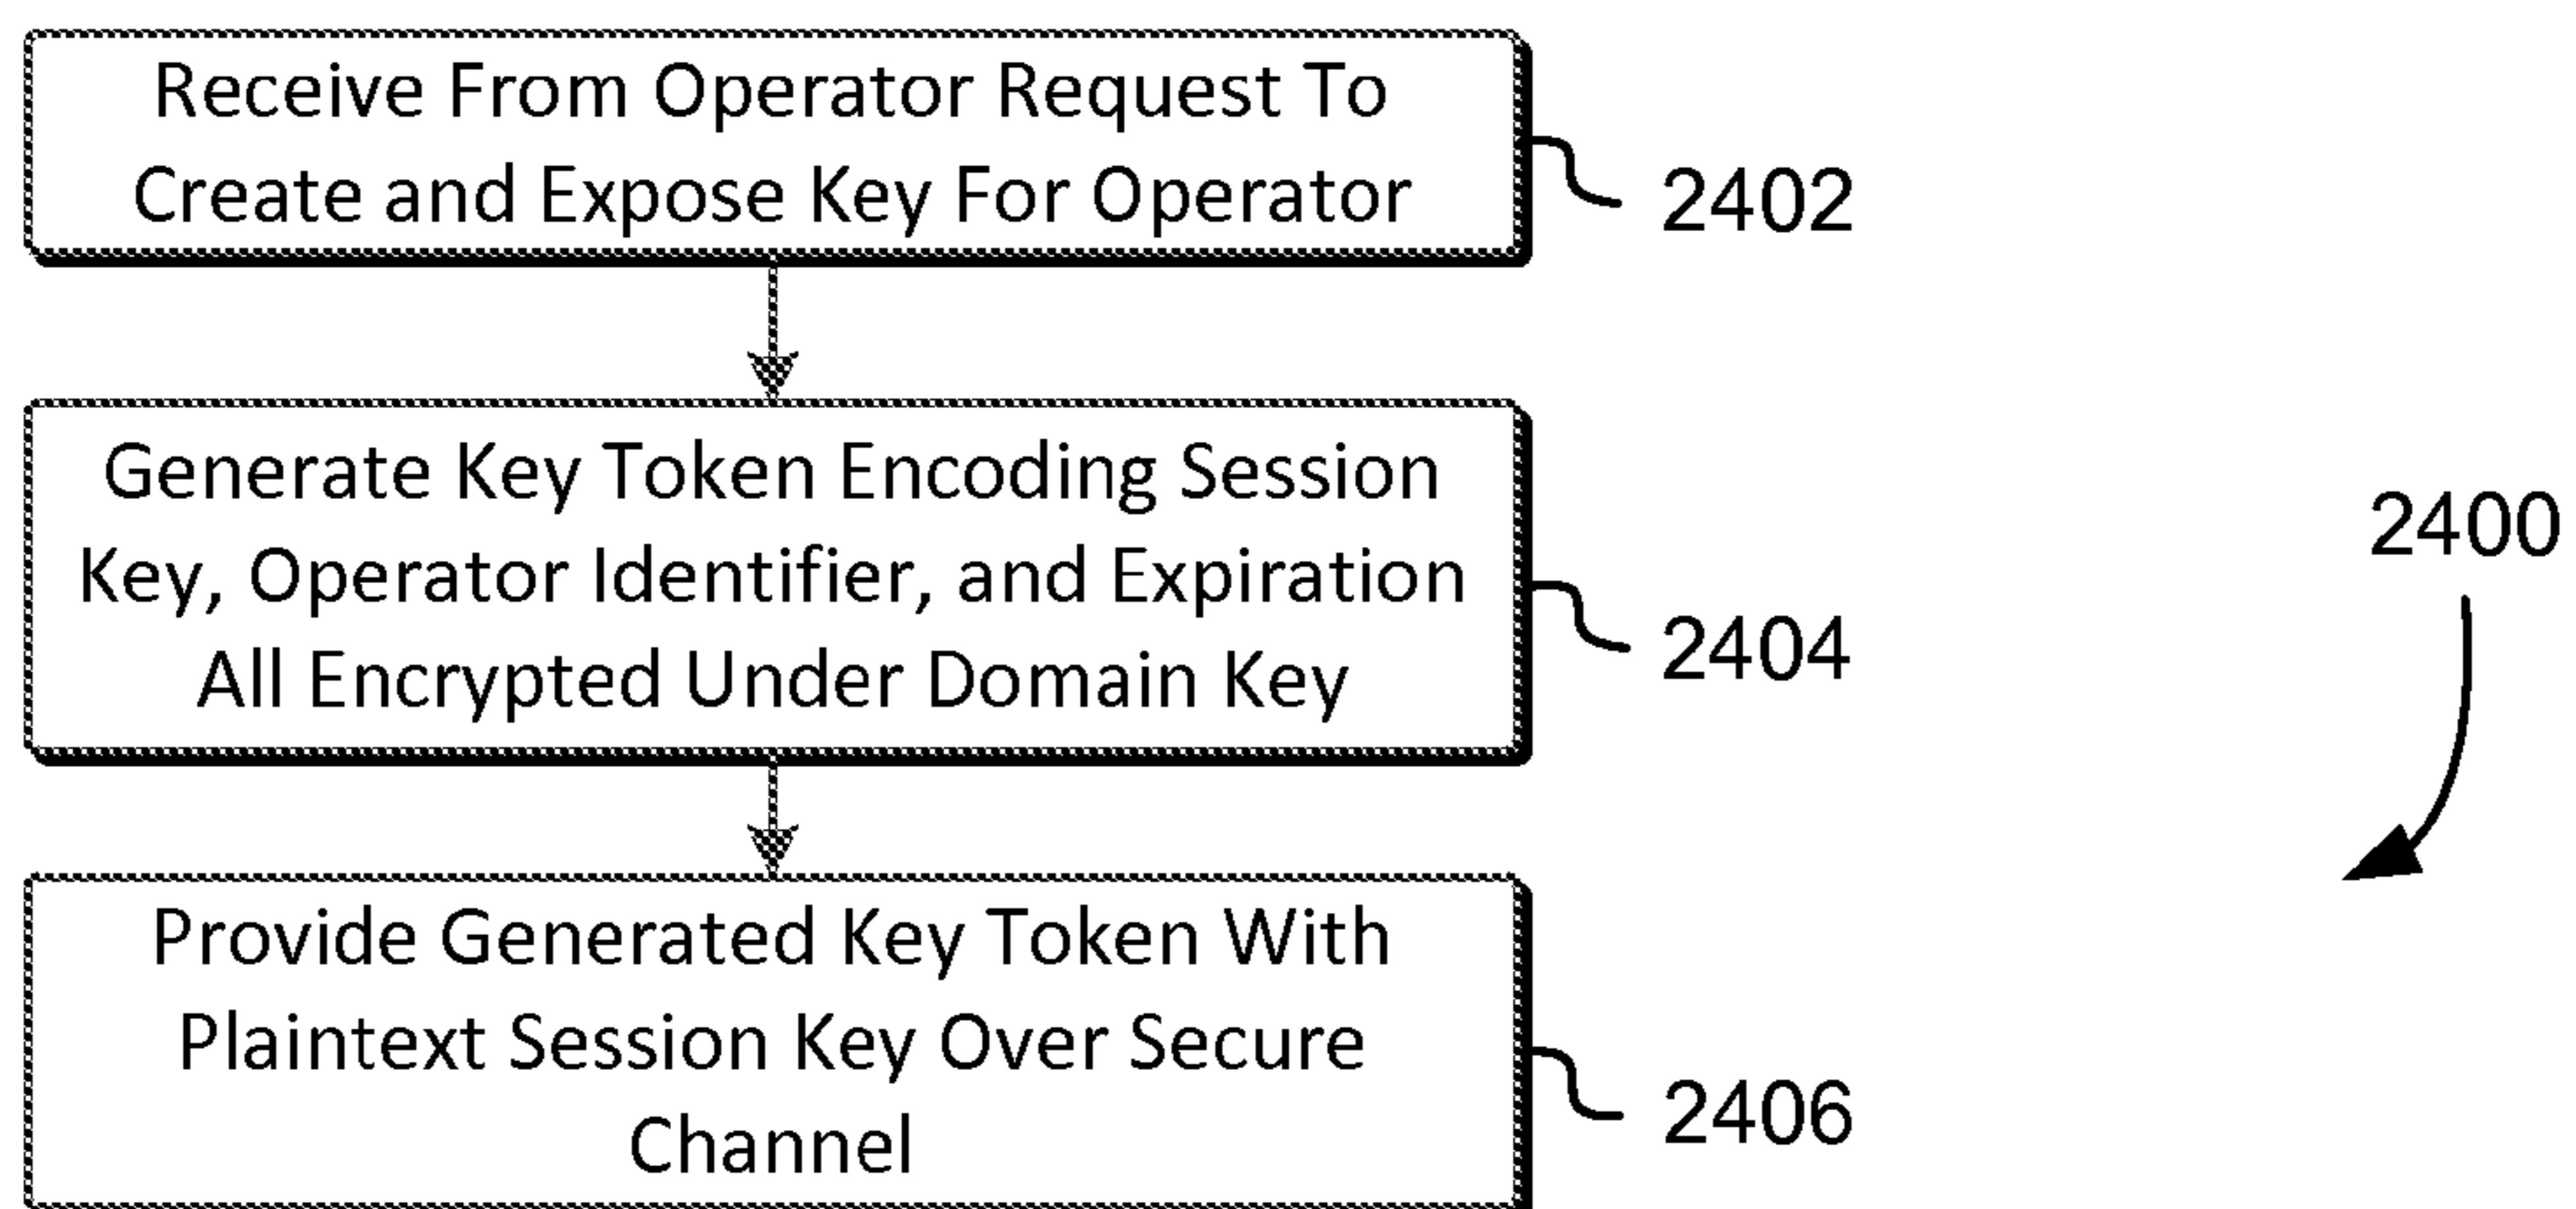 Receive From Operator Request To
Create and Expose Key For Operator
2402
Generate Key Token Encoding Session
Key, Operator Identifier, and Expiration
All Encrypted Under Domain Key
2404
2400
Provide Generated Key Token With
Plaintext Session Key Over Secure
Channel
2406